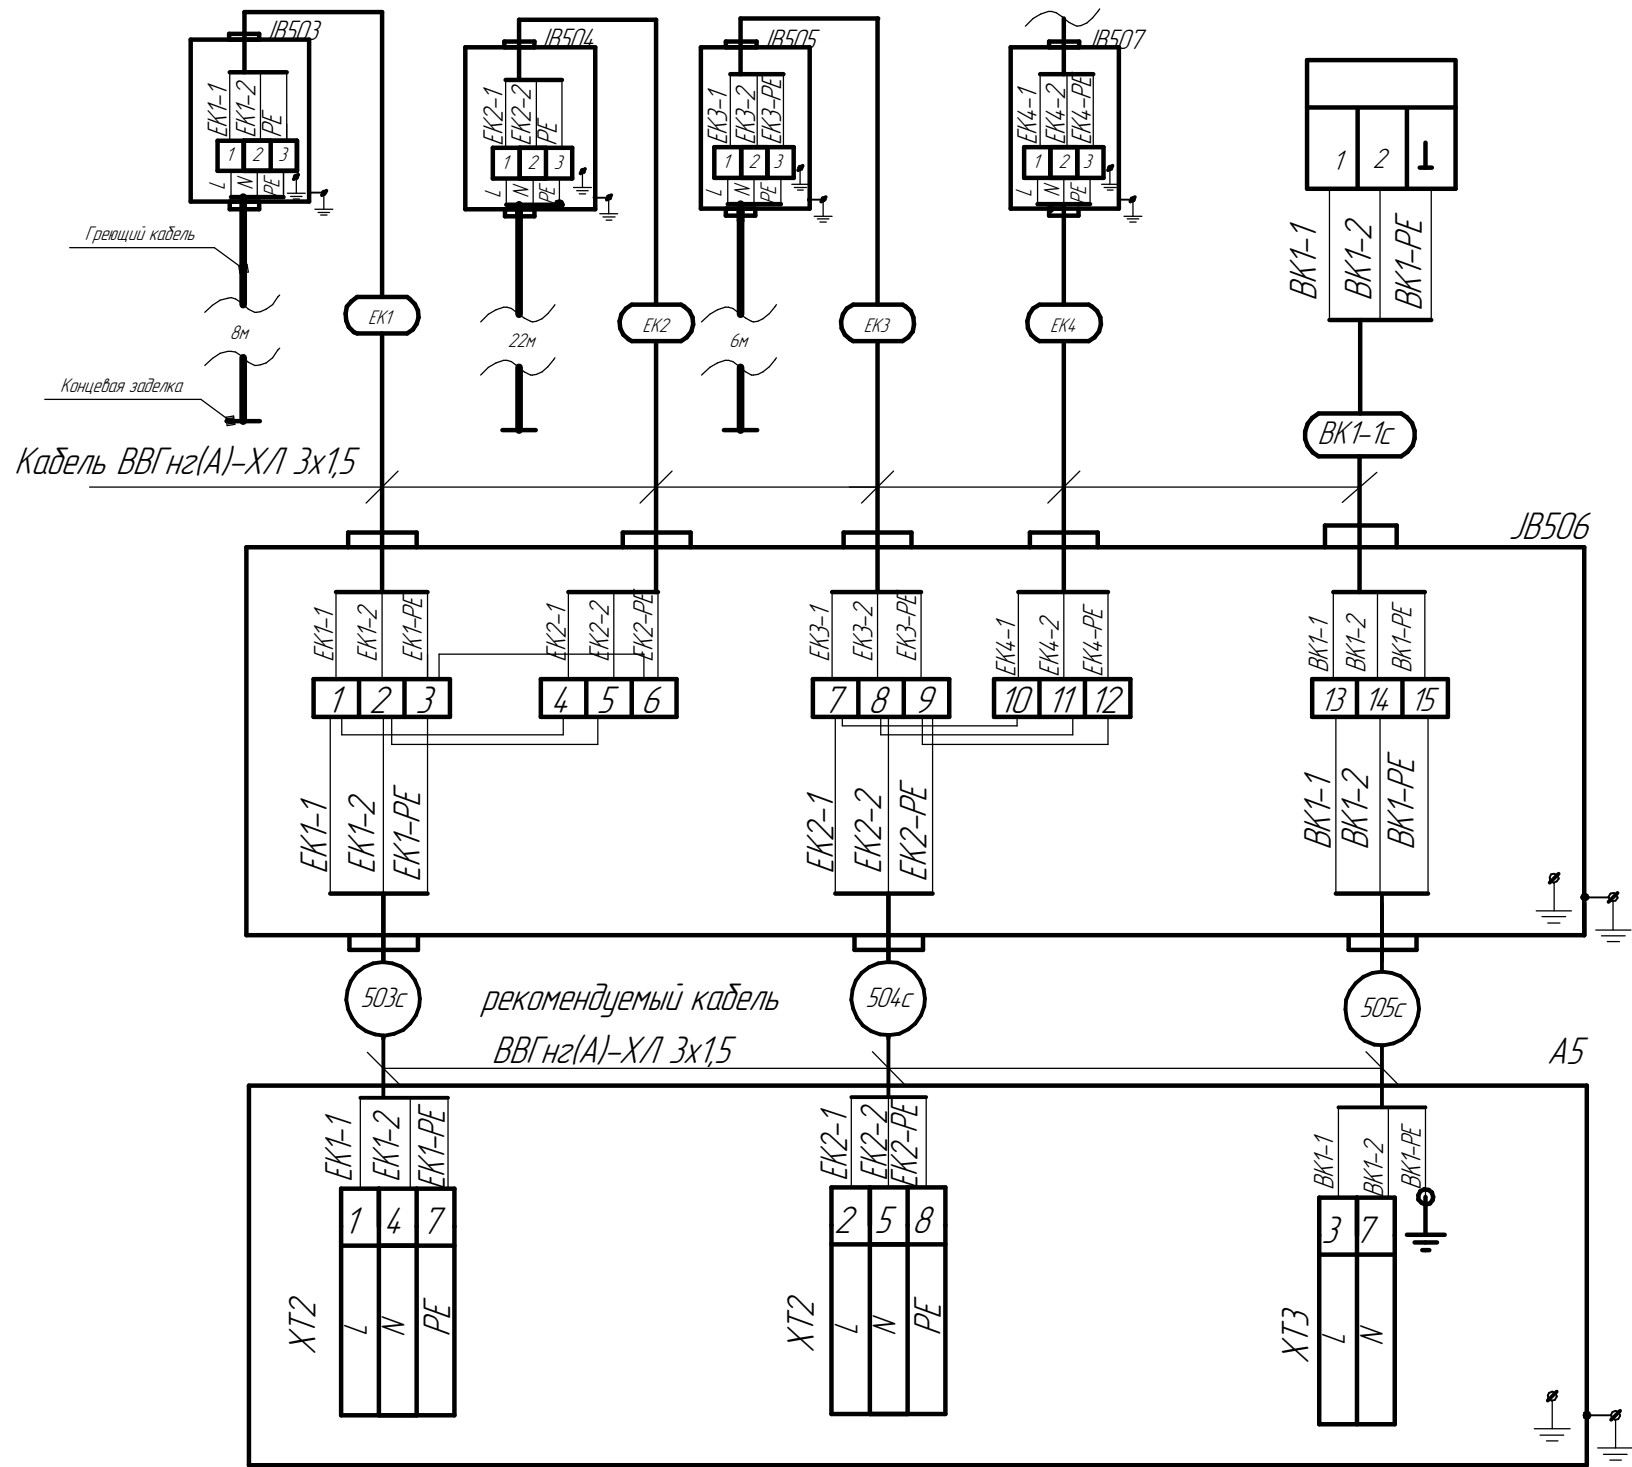 JB503
JB504
JB505
JB507
EK1-1 EK1-2 PE
EK2-1 EK2-2 PE
EK3-1 EK3-2 EK3-PE
EK4-1 EK4-2 EK4-PE
1 2 3
1 2 3
1 2 3
1 2 3
1 2
L N PE
L N PE
L N PE
L N PE
BK1-1 BK1-2 BK1-PE
Греющий кабель
EK1
EK2
EK3
EK4
8м
22м
6м
Концевая заделка
BK1-1c
Кабель ВВГнг(А)-ХЛ 3х1,5
JB506
EK1-1 EK1-2 EK1-PE
EK2-1 EK2-2 EK2-PE
EK3-1 EK3-2 EK3-PE
EK4-1 EK4-2 EK4-PE
BK1-1 BK1-2 BK1-PE
1 2 3
4 5 6
7 8 9
10 11 12
13 14 15
EK1-1 EK1-2 EK1-PE
EK2-1 EK2-2 EK2-PE
BK1-1 BK1-2 BK1-PE
503c
рекомендуемый кабель
504c
505c
ВВГнг(А)-ХЛ 3х1,5
A5
EK1-1 EK1-2 EK1-PE
EK2-1 EK2-2 EK2-PE
BK1-1 BK1-2 BK1-PE
1 4 7
2 5 8
3 7
XT2
L N PE
XT2
L N PE
XT3
L N